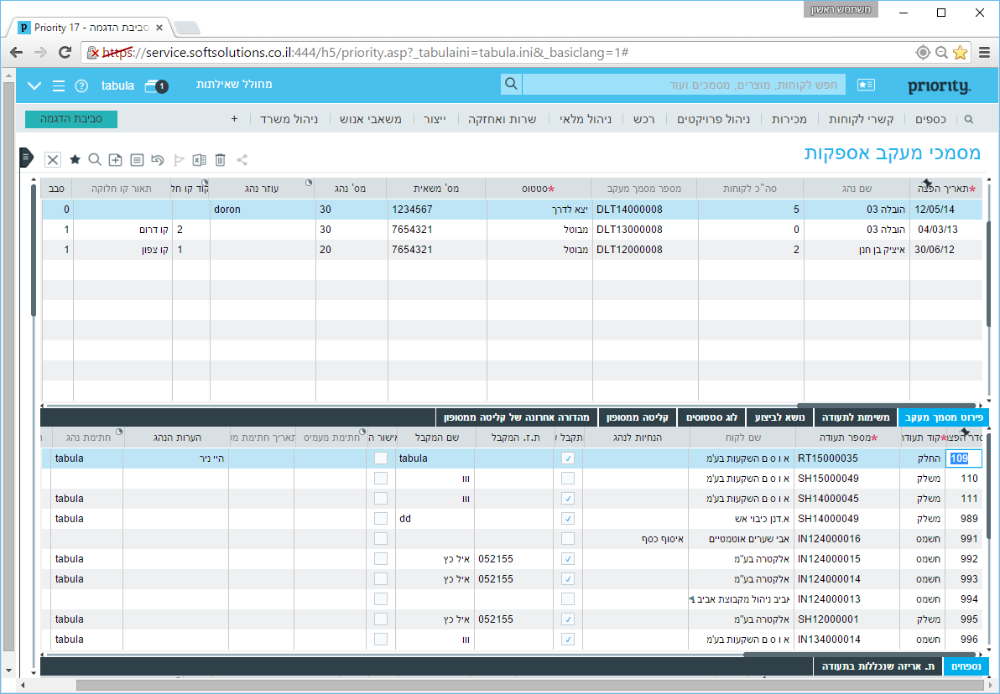 משתמש ראשון
Priority 17 - סביבת הדגמה
https://service.softsolutions.co.il:444/h5/priority.asp?_tabulaini=tabula.ini&_basiclang=1#
priority. חפש לקוחות, מוצרים, מסמכים ועוד מחולל שאילתות 1 tabula
כספים קשרי לקוחות מכירות ניהול פרויקטים רכש ניהול מלאי שרות ואחזקה ייצור משאבי אנוש ניהול משרד + סביבת הדגמה
מסמכי מעקב אספקות
תאריך הפצה* שם נהג סה"כ לקוחות מספר מסמך מעקב סטטוס* מס' משאית מס' נהג עוזר נהג קוד קו חל תאור קו חלוקה סבב
12/05/14 הובלה 03 5 DLT14000008 יצא לדרך 1234567 30 doron 0
04/03/13 הובלה 03 0 DLT13000008 מבוטל 7654321 30 2 קו דרום 1
30/06/12 איציק בן חנן 2 DLT12000008 מבוטל 7654321 20 1 קו צפון 1
פירוט מסמך מעקב משימות לתעודה נושא לביצוע לוג סטטוסים קליטה ממסופון מהדורה אחרונה של קליטה ממסופון
סדר הפצ קוד תעודר* מספר תעודה* שם לקוח הנחיות לנהג תקבל ת.ז. המקבל שם המקבל אישור ה חתימת מעמיס תאריך חתימת מ הערות הנהג חתימת נהג
109 החלק RT15000035 א ו ס ם השקעות בע'מ ✓ tabula היי ניר tabula
110 משלק SH15000049 א ו ס ם השקעות בע'מ ווו
111 משלק SH14000045 א ו ס ם השקעות בע'מ ✓ ווו tabula
989 משלק SH14000049 א.דנן כיבוי אש ✓ dd tabula
991 חשמס IN124000016 אבי שערים אוטמטיים איסוף כסף
992 חשמס IN124000015 אלקטרה בע"מ ✓ 052155 איל כץ tabula
993 חשמס IN124000014 אלקטרה בע"מ ✓ 052155 איל כץ tabula
994 חשמס IN124000013 אביב ניהול מקבוצת אביב
995 משלק SH12000001 אלקטרה בע"מ ✓ 052155 איל כץ tabula
996 חשמס IN134000014 א ו ס ם השקעות בע'מ ✓ ווו tabula
נספחים ת. אריזה שנכללות בתעודה